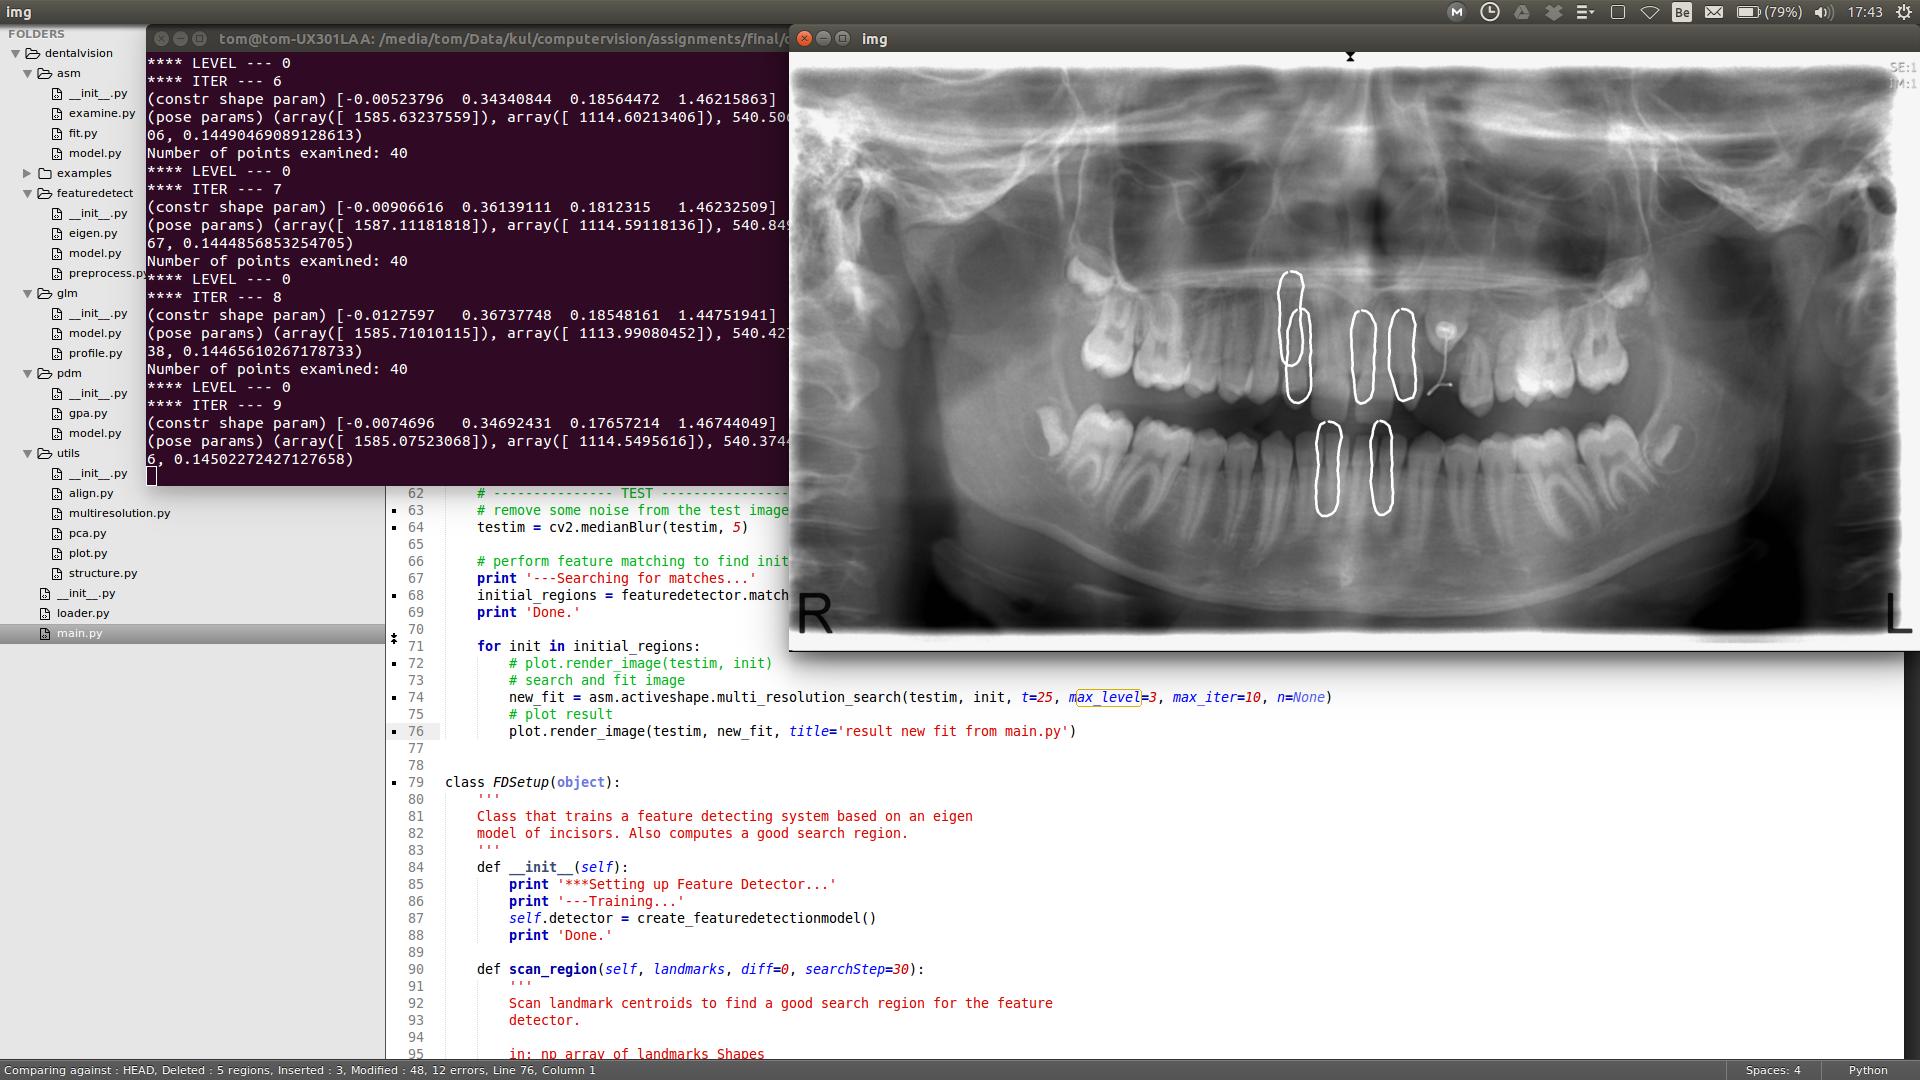 img
Be
(79%)
17:43
FOLDERS
dentalvision
asm
__init__.py
examine.py
fit.py
model.py
examples
featuredetect
__init__.py
eigen.py
model.py
preprocess.py
glm
__init__.py
model.py
profile.py
pdm
__init__.py
gpa.py
model.py
utils
__init__.py
align.py
multiresolution.py
pca.py
plot.py
structure.py
__init__.py
loader.py
main.py
tom@tom-UX301LAA: /media/tom/Data/kul/computervision/assignments/final/
**** LEVEL --- 0
**** ITER --- 6
(constr shape param) [-0.00523796  0.34340844  0.18564472  1.46215863]
(pose params) (array([ 1585.63237559]), array([ 1114.60213406]), 540.50
06, 0.14490469089128613)
Number of points examined: 40
**** LEVEL --- 0
**** ITER --- 7
(constr shape param) [-0.00906616  0.36139111  0.1812315   1.46232509]
(pose params) (array([ 1587.11181818]), array([ 1114.59118136]), 540.849
67, 0.1444856853254705)
Number of points examined: 40
**** LEVEL --- 0
**** ITER --- 8
(constr shape param) [-0.0127597   0.36737748  0.18548161  1.44751941]
(pose params) (array([ 1585.71010115]), array([ 1113.99080452]), 540.427
38, 0.14465610267178733)
Number of points examined: 40
**** LEVEL --- 0
**** ITER --- 9
(constr shape param) [-0.0074696  0.34692431  0.17657214  1.46744049]
(pose params) (array([ 1585.07523068]), array([ 1114.5495616]), 540.3744
6, 0.14502272427127658)
img
SE:1
IM:1
R
L
62 # --------------- TEST ----------------
63 # remove some noise from the test image
64 testim = cv2.medianBlur(testim, 5)
65
66 # perform feature matching to find init
67 print '---Searching for matches...'
68 initial_regions = featuredetector.match
69 print 'Done.'
70
71 for init in initial_regions:
72 # plot.render_image(testim, init)
73 # search and fit image
74 new_fit = asm.activeshape.multi_resolution_search(testim, init, t=25, max_level=3, max_iter=10, n=None)
75 # plot result
76 plot.render_image(testim, new_fit, title='result new fit from main.py')
77
78
79 class FDSetup(object):
80 '''
81 Class that trains a feature detecting system based on an eigen
82 model of incisors. Also computes a good search region.
83 '''
84 def __init__(self):
85 print '***Setting up Feature Detector...'
86 print '---Training...'
87 self.detector = create_featuredetectionmodel()
88 print 'Done.'
89
90 def scan_region(self, landmarks, diff=0, searchStep=30):
91 '''
92 Scan landmark centroids to find a good search region for the feature
93 detector.
94
95 in: np array of landmarks Shapes
Comparing against : HEAD, Deleted : 5 regions, Inserted : 3, Modified : 48, 12 errors, Line 76, Column 1
Spaces: 4
Python